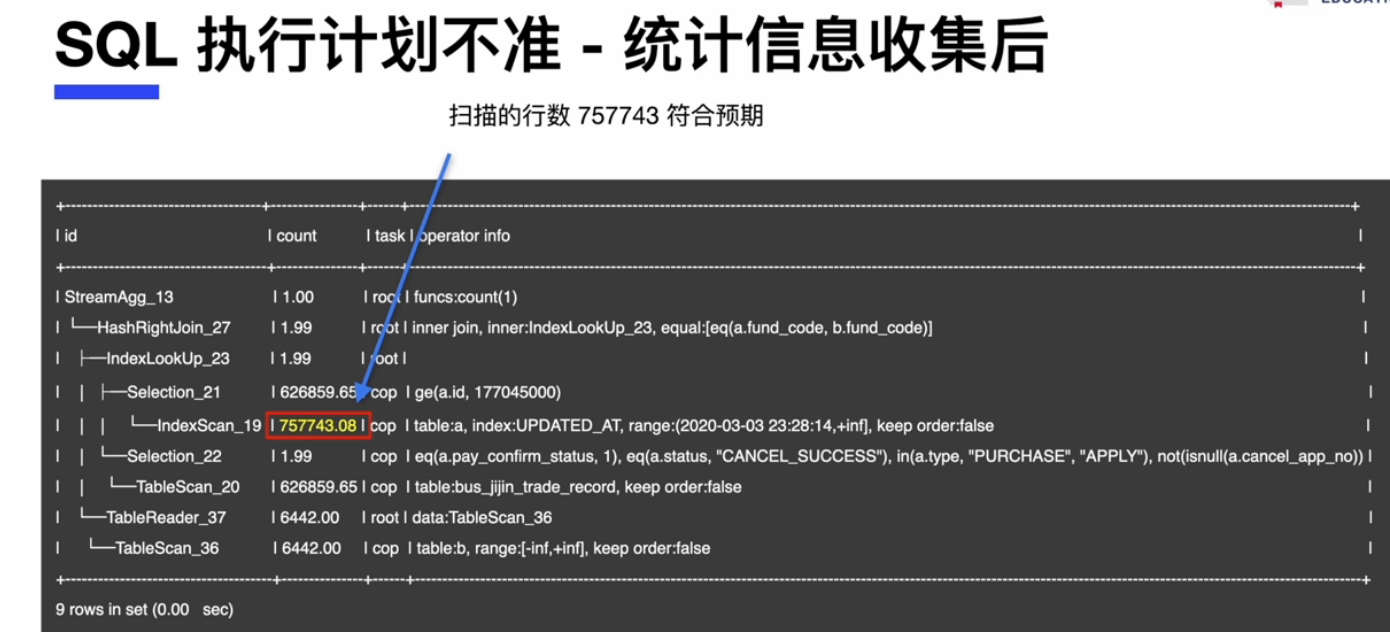 SQL 执行计划不准 - 统计信息收集后
扫描的行数 757743 符合预期
+------------------------------+--------------+------+------------------------------------------------------------+
| id | count | task | operator info |
+------------------------------+--------------+------+------------------------------------------------------------+
| StreamAgg_13 | 1.00 | root | funcs:count(1) |
| └─HashRightJoin_27 | 1.99 | root | inner join, inner:IndexLookUp_23, equal:[eq(a.fund_code, b.fund_code)] |
| ├─IndexLookUp_23 | 1.99 | root | |
| | ├─Selection_21 | 626859.65 | cop | ge(a.id, 177045000) |
| | | └─IndexScan_19 | 757743.08 | cop | table:a, index:UPDATED_AT, range:(2020-03-03 23:28:14,+inf], keep order:false |
| | └─Selection_22 | 1.99 | cop | eq(a.pay_confirm_status, 1), eq(a.status, "CANCEL_SUCCESS"), in(a.type, "PURCHASE", "APPLY"), not(isnull(a.cancel_app_no)) |
| | └─TableScan_20 | 626859.65 | cop | table:bus_jijin_trade_record, keep order:false |
| └─TableReader_37 | 6442.00 | root | data:TableScan_36 |
| └─TableScan_36 | 6442.00 | cop | table:b, range:[-inf,+inf], keep order:false |
+------------------------------+--------------+------+------------------------------------------------------------+
9 rows in set (0.00 sec)